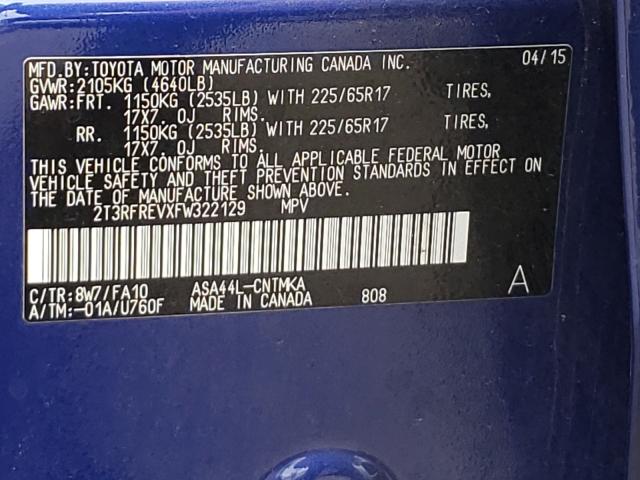 MFD.BY:TOYOTA MOTOR MANUFACTURING CANADA INC. 04/15
GVWR:2105KG (4640LB)
GAWR:FRT. 1150KG (2535LB) WITH 225/65R17 TIRES,
17X7. OJ RIMS.
RR. 1150KG (2535LB) WITH 225/65R17 TIRES,
17X7. OJ RIMS.
THIS VEHICLE CONFORMS TO ALL APPLICABLE FEDERAL MOTOR
VEHICLE SAFETY AND THEFT PREVENTION STANDARDS IN EFFECT ON
THE DATE OF MANUFACTURE SHOWN ABOVE.
2T3RFREVXFW322129 MPV
C/TR:8W7/FA10 ASA44L-CNTMKA A
A/TM:-01A/U760F MADE IN CANADA 808